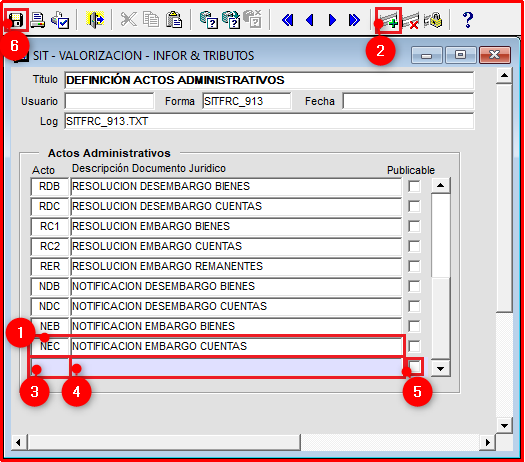 6
2
SIT - VALORIZACION - INFOR & TRIBUTOS
Titulo DEFINICIÓN ACTOS ADMINISTRATIVOS
Usuario Forma SITFRC_913 Fecha
Log SITFRC_913.TXT
Actos Administrativos
Acto Descripción Documento Juridico Publicable
RDB RESOLUCION DESEMBARGO BIENES
RDC RESOLUCION DESEMBARGO CUENTAS
RC1 RESOLUCION EMBARGO BIENES
RC2 RESOLUCION EMBARGO CUENTAS
RER RESOLUCION EMBARGO REMANENTES
NDB NOTIFICACION DESEMBARGO BIENES
NDC NOTIFICACION DESEMBARGO CUENTAS
NEB NOTIFICACION EMBARGO BIENES
1
NEC NOTIFICACION EMBARGO CUENTAS
3 4 5